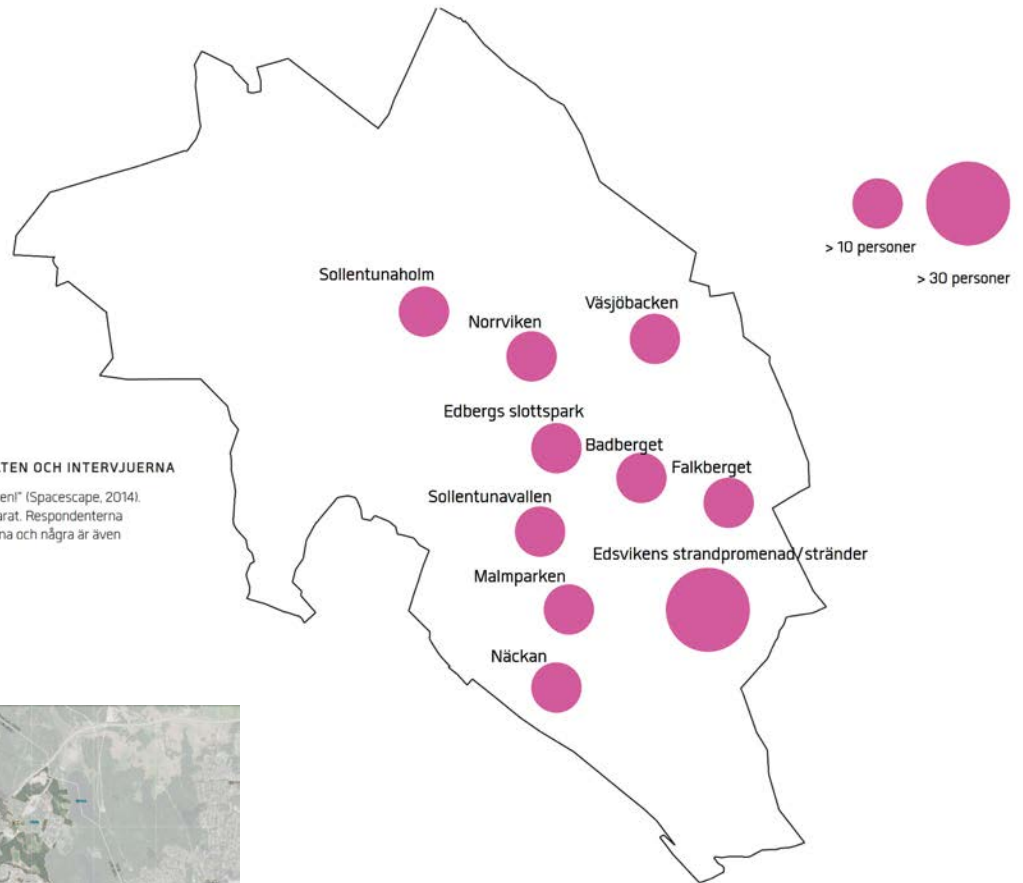 > 10 personer
> 30 personer
Sollentunaholm
Väsjöbacken
Norrviken
Edbergs slottspark
Badberget
Falkberget
TEN OCH INTERVJUERNA
en!" (Spacescape, 2014).
arat. Respondenterna
na och några är även
Sollentunavallen
Edsvikens strandpromenad/stränder
Malmparken
Näckan